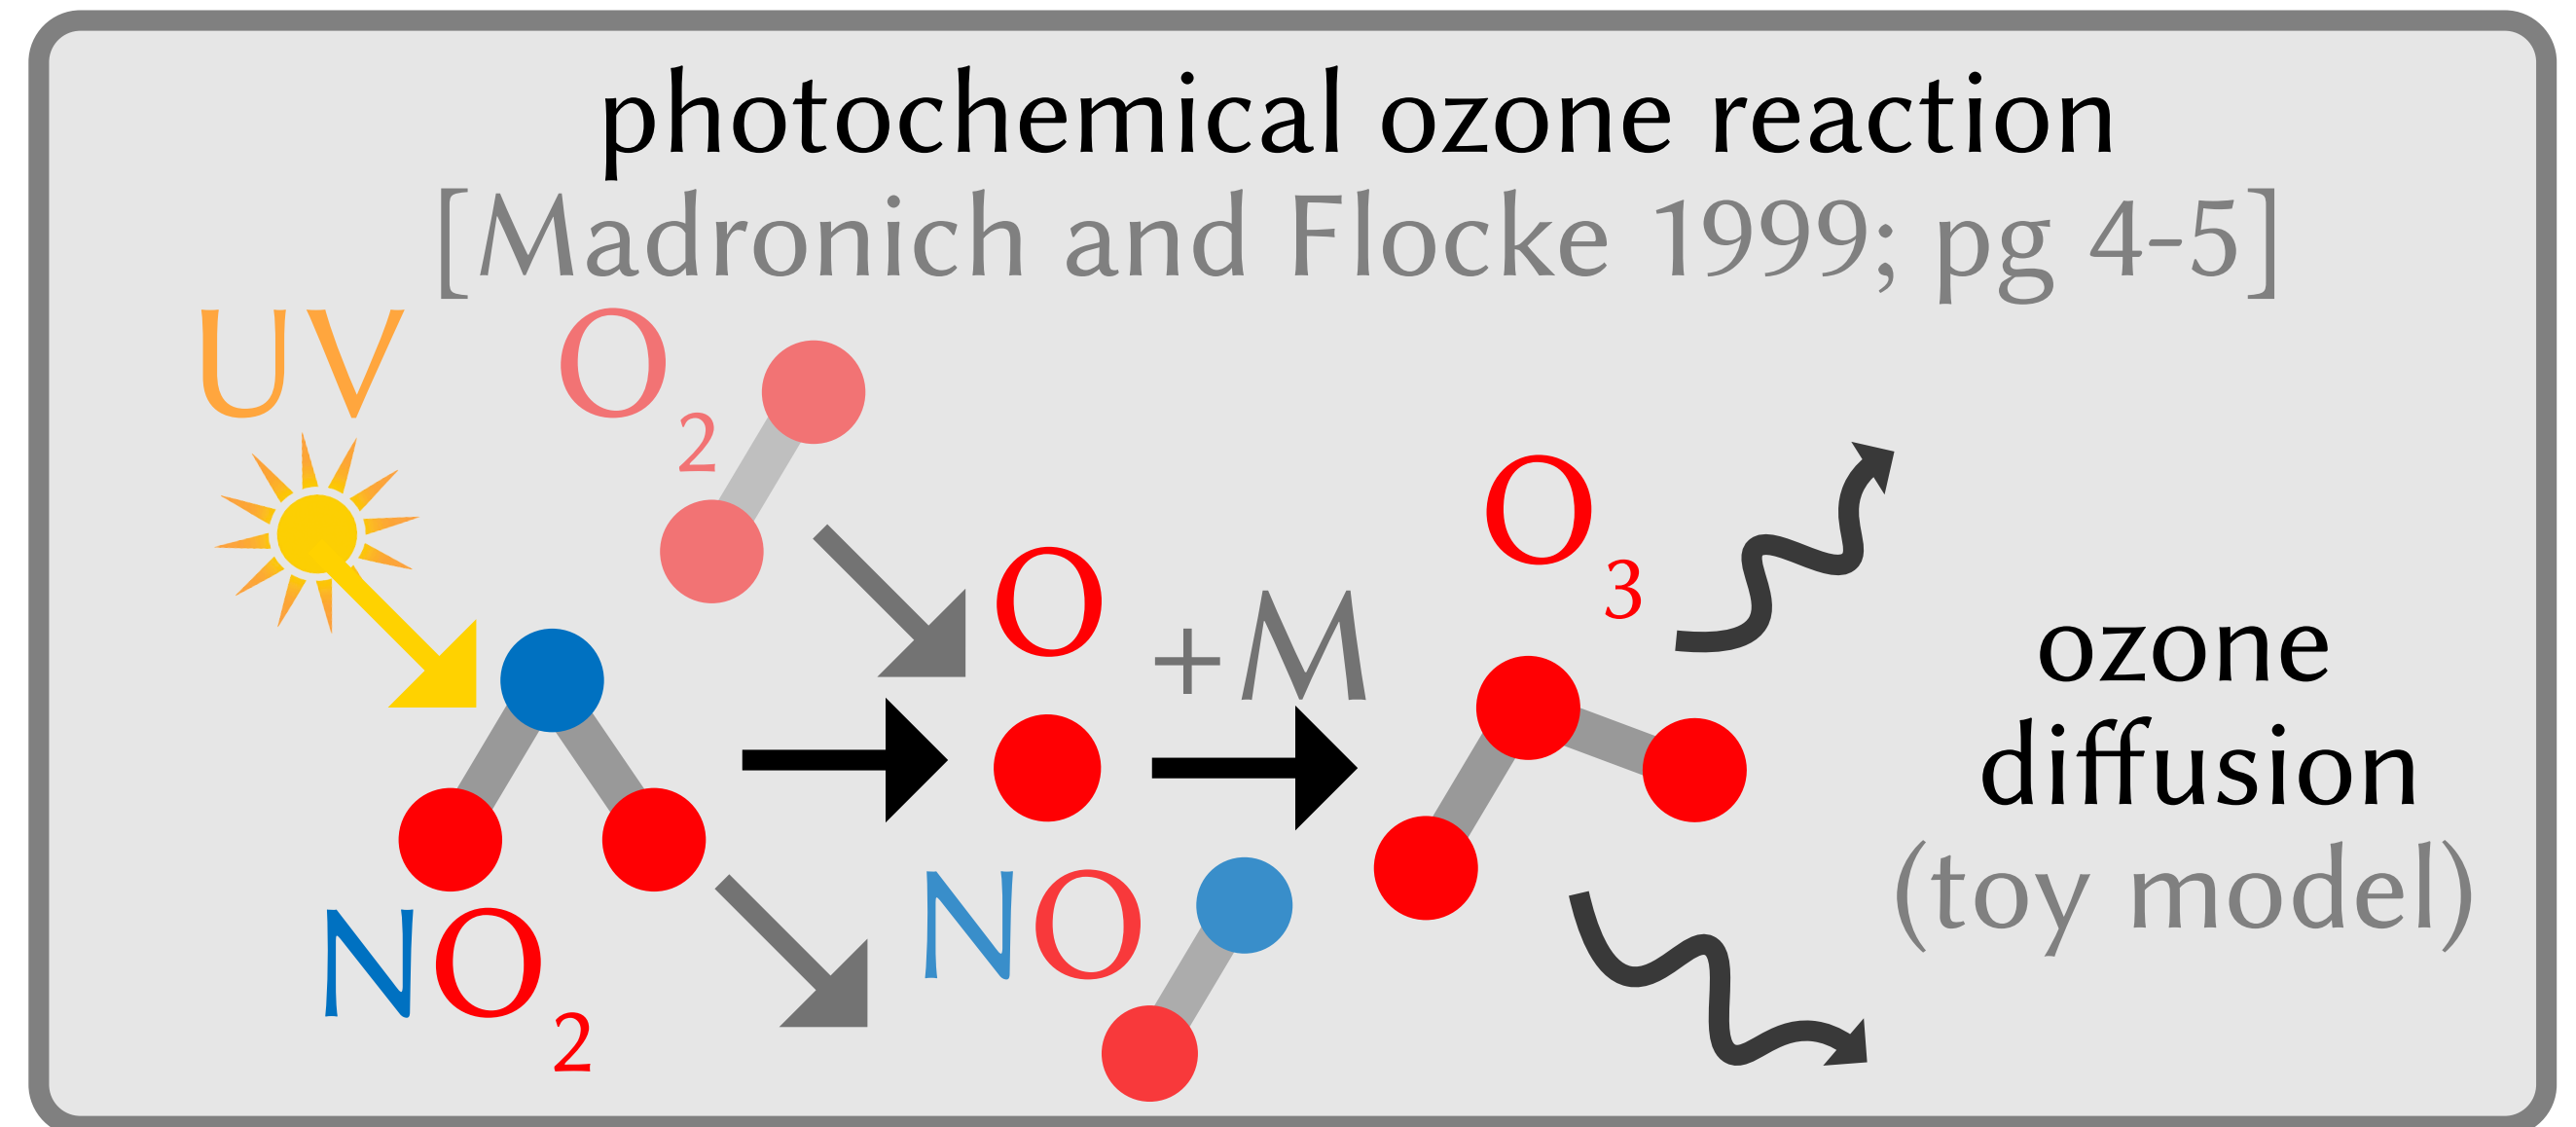 photochemical ozone reaction
[Madronich and Flocke 1999; pg 4-5]
UV
O₂
O
+M
O₃
NO₂
NO
ozone
diffusion
(toy model)